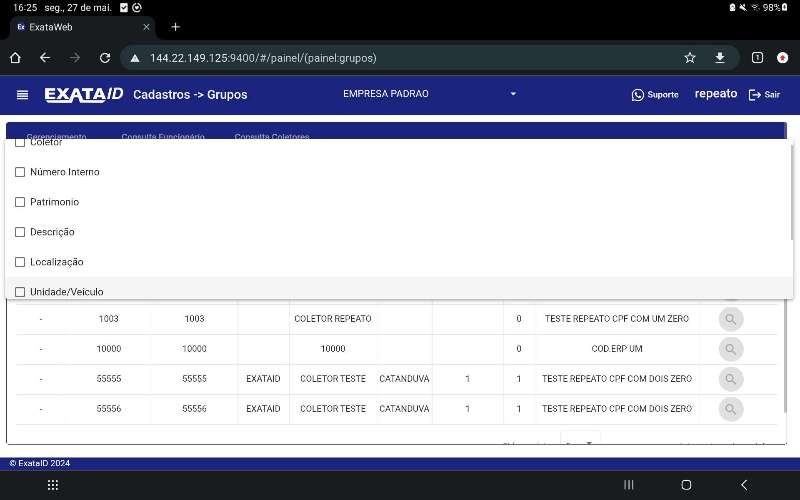 16:25 seg., 27 de mai. 98%
Ex ExataWeb
144.22.149.125:9400/#/painel/(painel:grupos) 1
EXATAID Cadastros -> Grupos EMPRESA PADRAO Suporte repeato Sair
Gerenciamento Consulta Funcionário Consulta Coletores
Coletor
Número Interno
Patrimonio
Descrição
Localização
Unidade/Veículo
- 1003 1003 COLETOR REPEATO 0 TESTE REPEATO CPF COM UM ZERO
- 10000 10000 10000 0 COD.ERP UM
- 55555 55555 EXATAID COLETOR TESTE CATANDUVA 1 1 TESTE REPEATO CPF COM DOIS ZERO
- 55556 55556 EXATAID COLETOR TESTE CATANDUVA 1 1 TESTE REPEATO CPF COM DOIS ZERO
© ExataID 2024